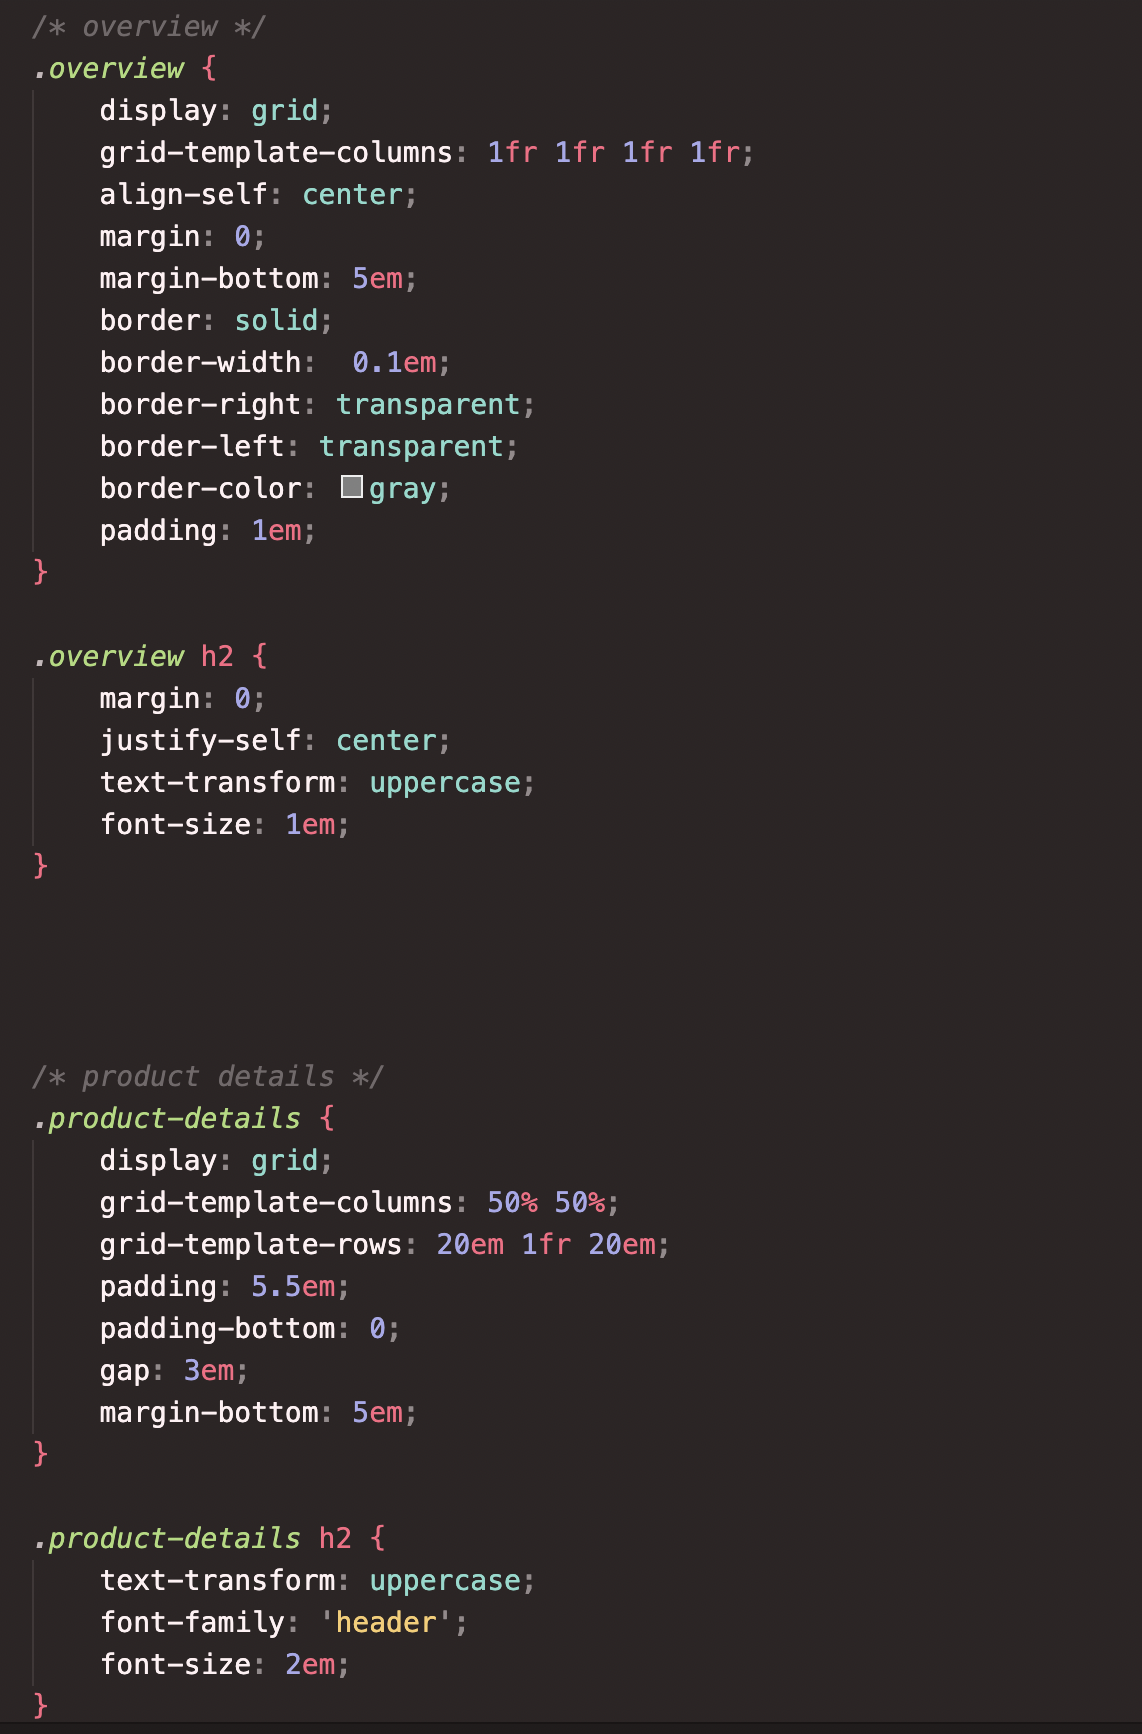 /* overview */
.overview {
    display: grid;
    grid-template-columns: 1fr 1fr 1fr 1fr;
    align-self: center;
    margin: 0;
    margin-bottom: 5em;
    border: solid;
    border-width:  0.1em;
    border-right: transparent;
    border-left: transparent;
    border-color: gray;
    padding: 1em;
}

.overview h2 {
    margin: 0;
    justify-self: center;
    text-transform: uppercase;
    font-size: 1em;
}

/* product details */
.product-details {
    display: grid;
    grid-template-columns: 50% 50%;
    grid-template-rows: 20em 1fr 20em;
    padding: 5.5em;
    padding-bottom: 0;
    gap: 3em;
    margin-bottom: 5em;
}

.product-details h2 {
    text-transform: uppercase;
    font-family: 'header';
    font-size: 2em;
}